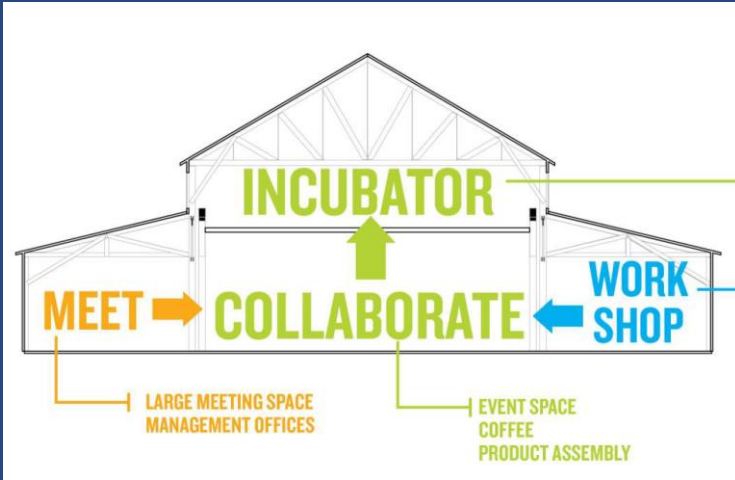 INCUBATOR
MEET
COLLABORATE
WORK
SHOP
LARGE MEETING SPACE
MANAGEMENT OFFICES
EVENT SPACE
COFFEE
PRODUCT ASSEMBLY